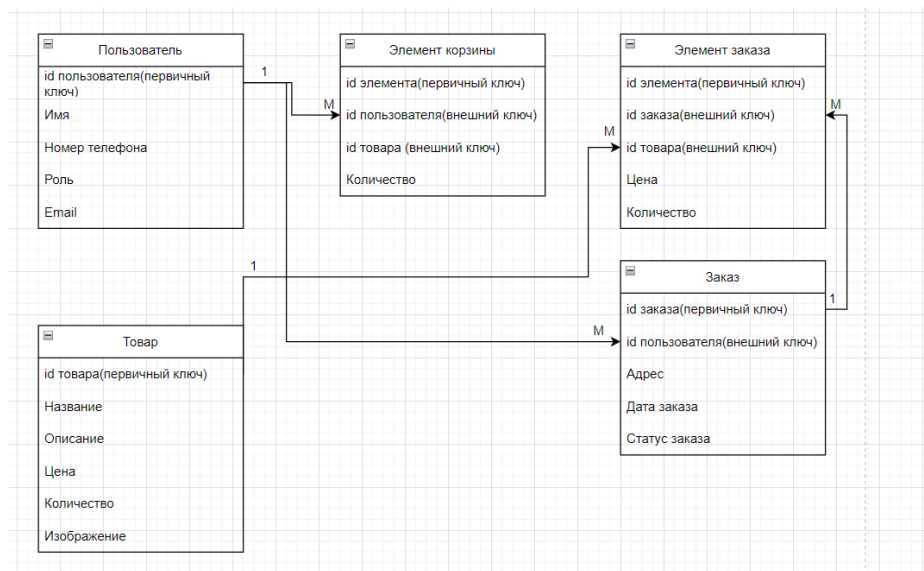 Пользователь
id пользователя(первичный
ключ)
Имя
Номер телефона
Роль
Email
1
M
Элемент корзины
id элемента(первичный ключ)
id пользователя(внешний ключ)
id товара (внешний ключ)
Количество
Элемент заказа
id элемента(первичный ключ)
id заказа(внешний ключ)
id товара(внешний ключ)
Цена
Количество
M
M
1
Товар
id товара(первичный ключ)
Название
Описание
Цена
Количество
Изображение
M
Заказ
id заказа(первичный ключ)
id пользователя(внешний ключ)
Адрес
Дата заказа
Статус заказа
1